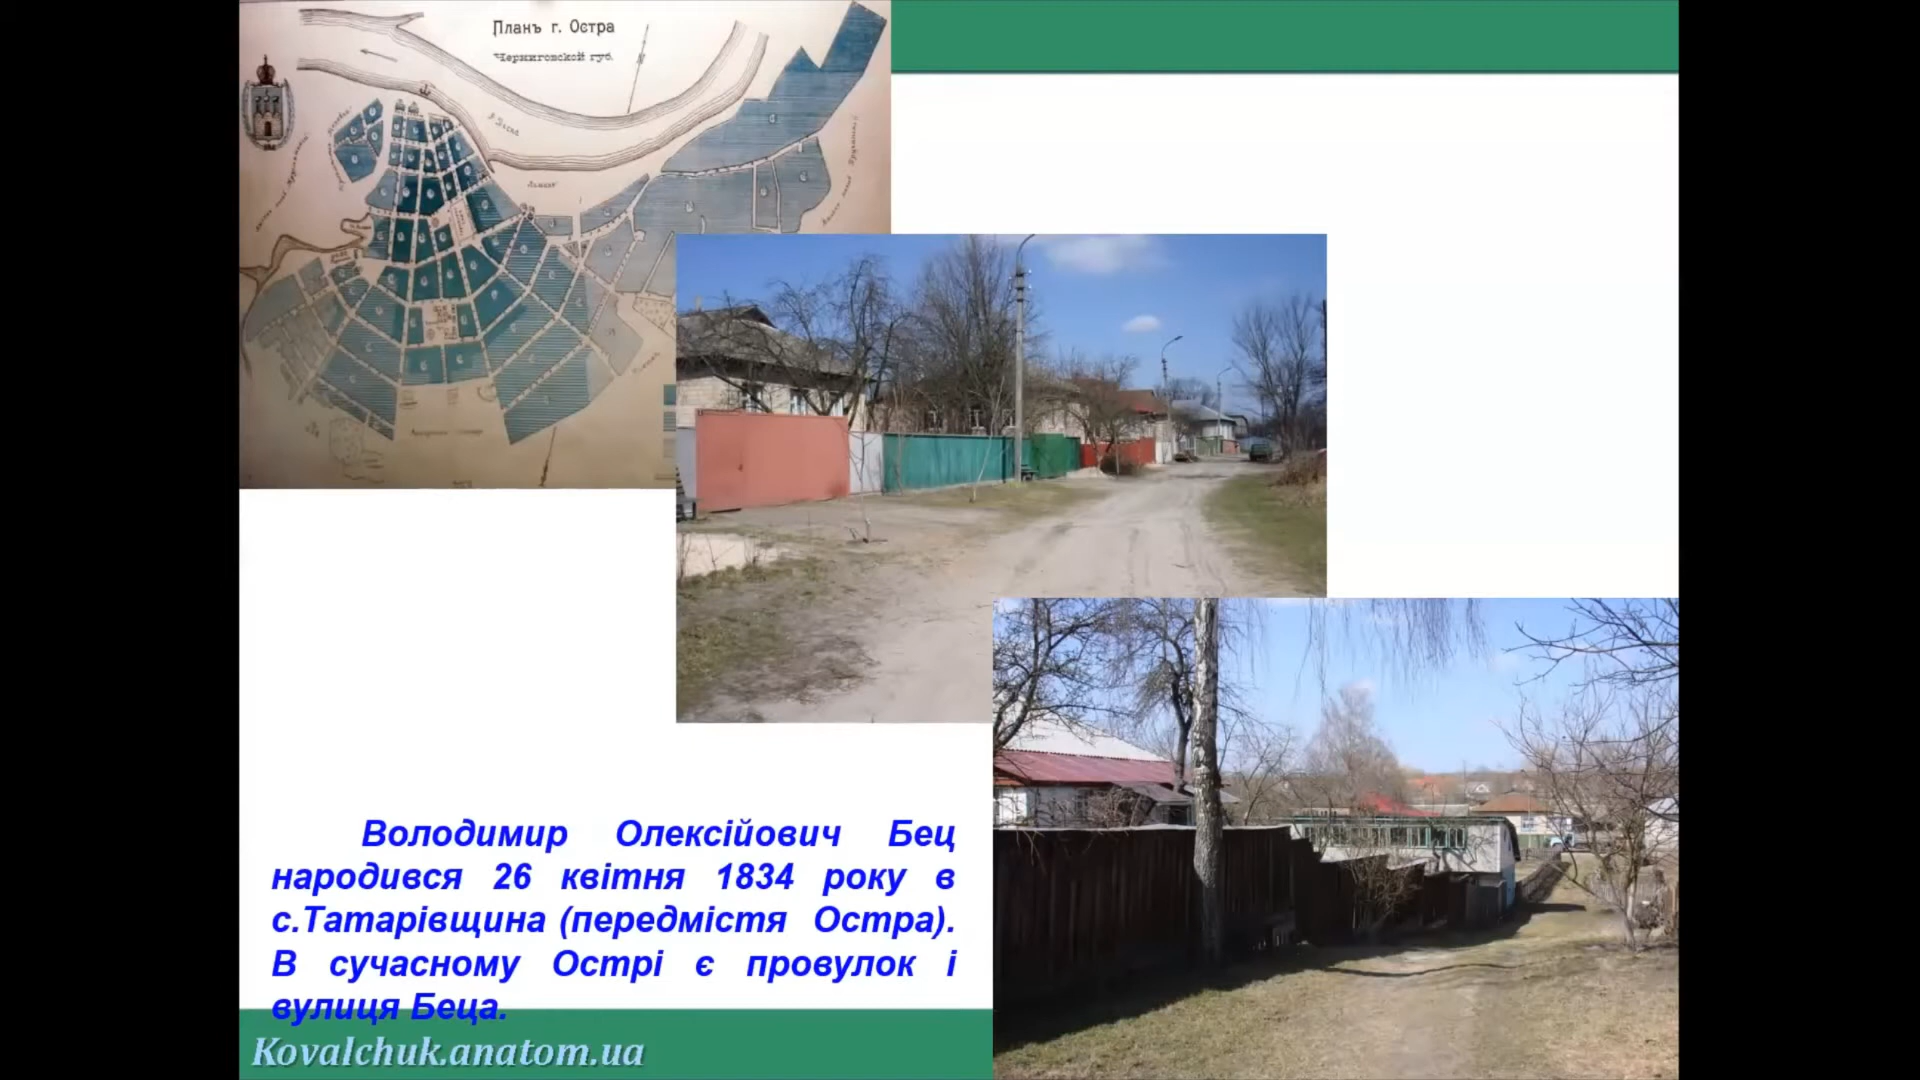 Планъ г. Остра
Черниговской губ.
Володимир Олексійович Бец
народився 26 квітня 1834 року в
с.Татарівщина (передмістя Остра).
В сучасному Острі є провулок і
вулиця Беца.
Kovalchuk.anatom.ua